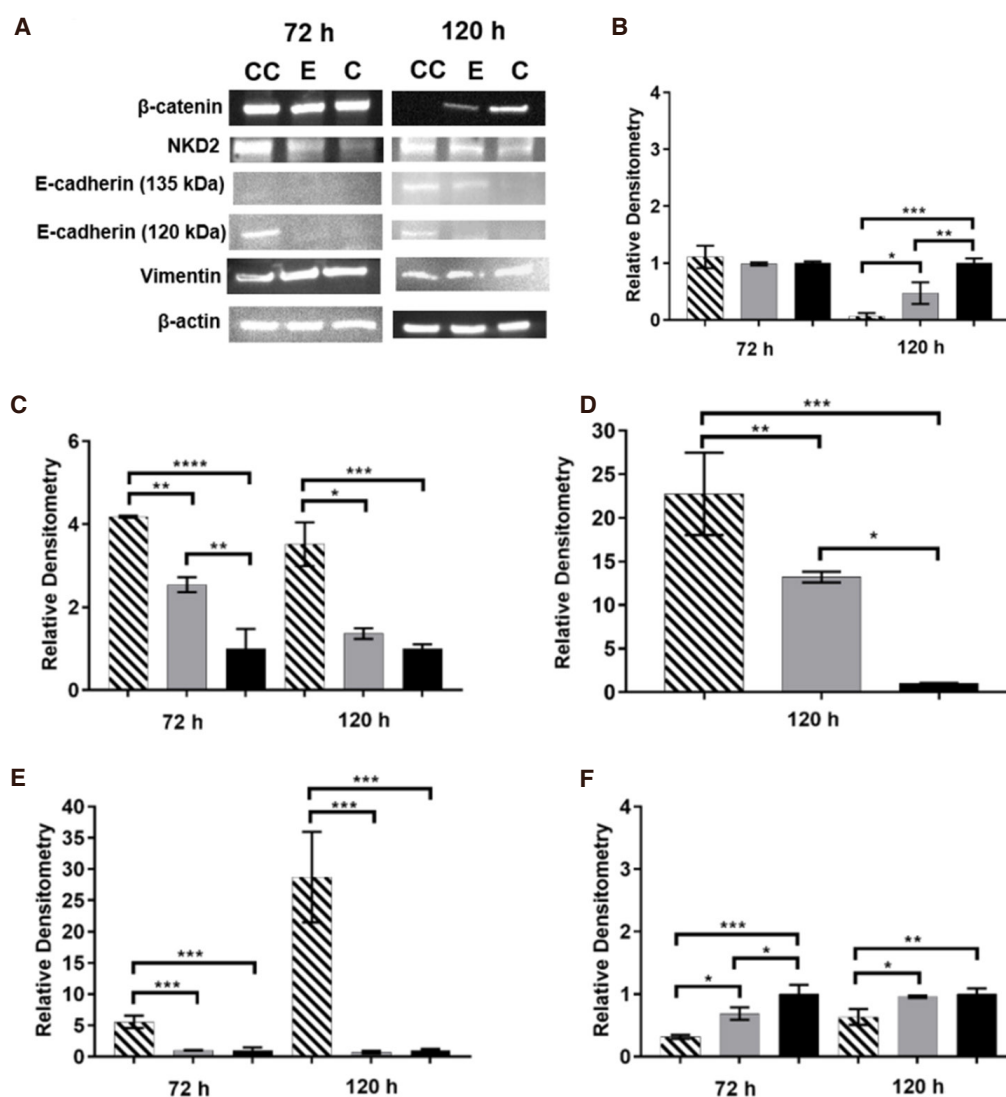 A
72 h 120 h
CC E C CC E C
β-catenin
NKD2
E-cadherin (135 kDa)
E-cadherin (120 kDa)
Vimentin
β-actin
B
Relative Densitometry
4
3
2
1
0
***
**
*
72 h 120 h
C
Relative Densitometry
6
4
2
0
****
**
**
***
*
72 h 120 h
D
Relative Densitometry
30
25
20
15
10
5
0
***
**
*
120 h
E
Relative Densitometry
40
35
30
25
20
15
10
5
0
***
***
***
***
72 h 120 h
F
Relative Densitometry
4
2
1
0
***
*
*
**
*
72 h 120 h